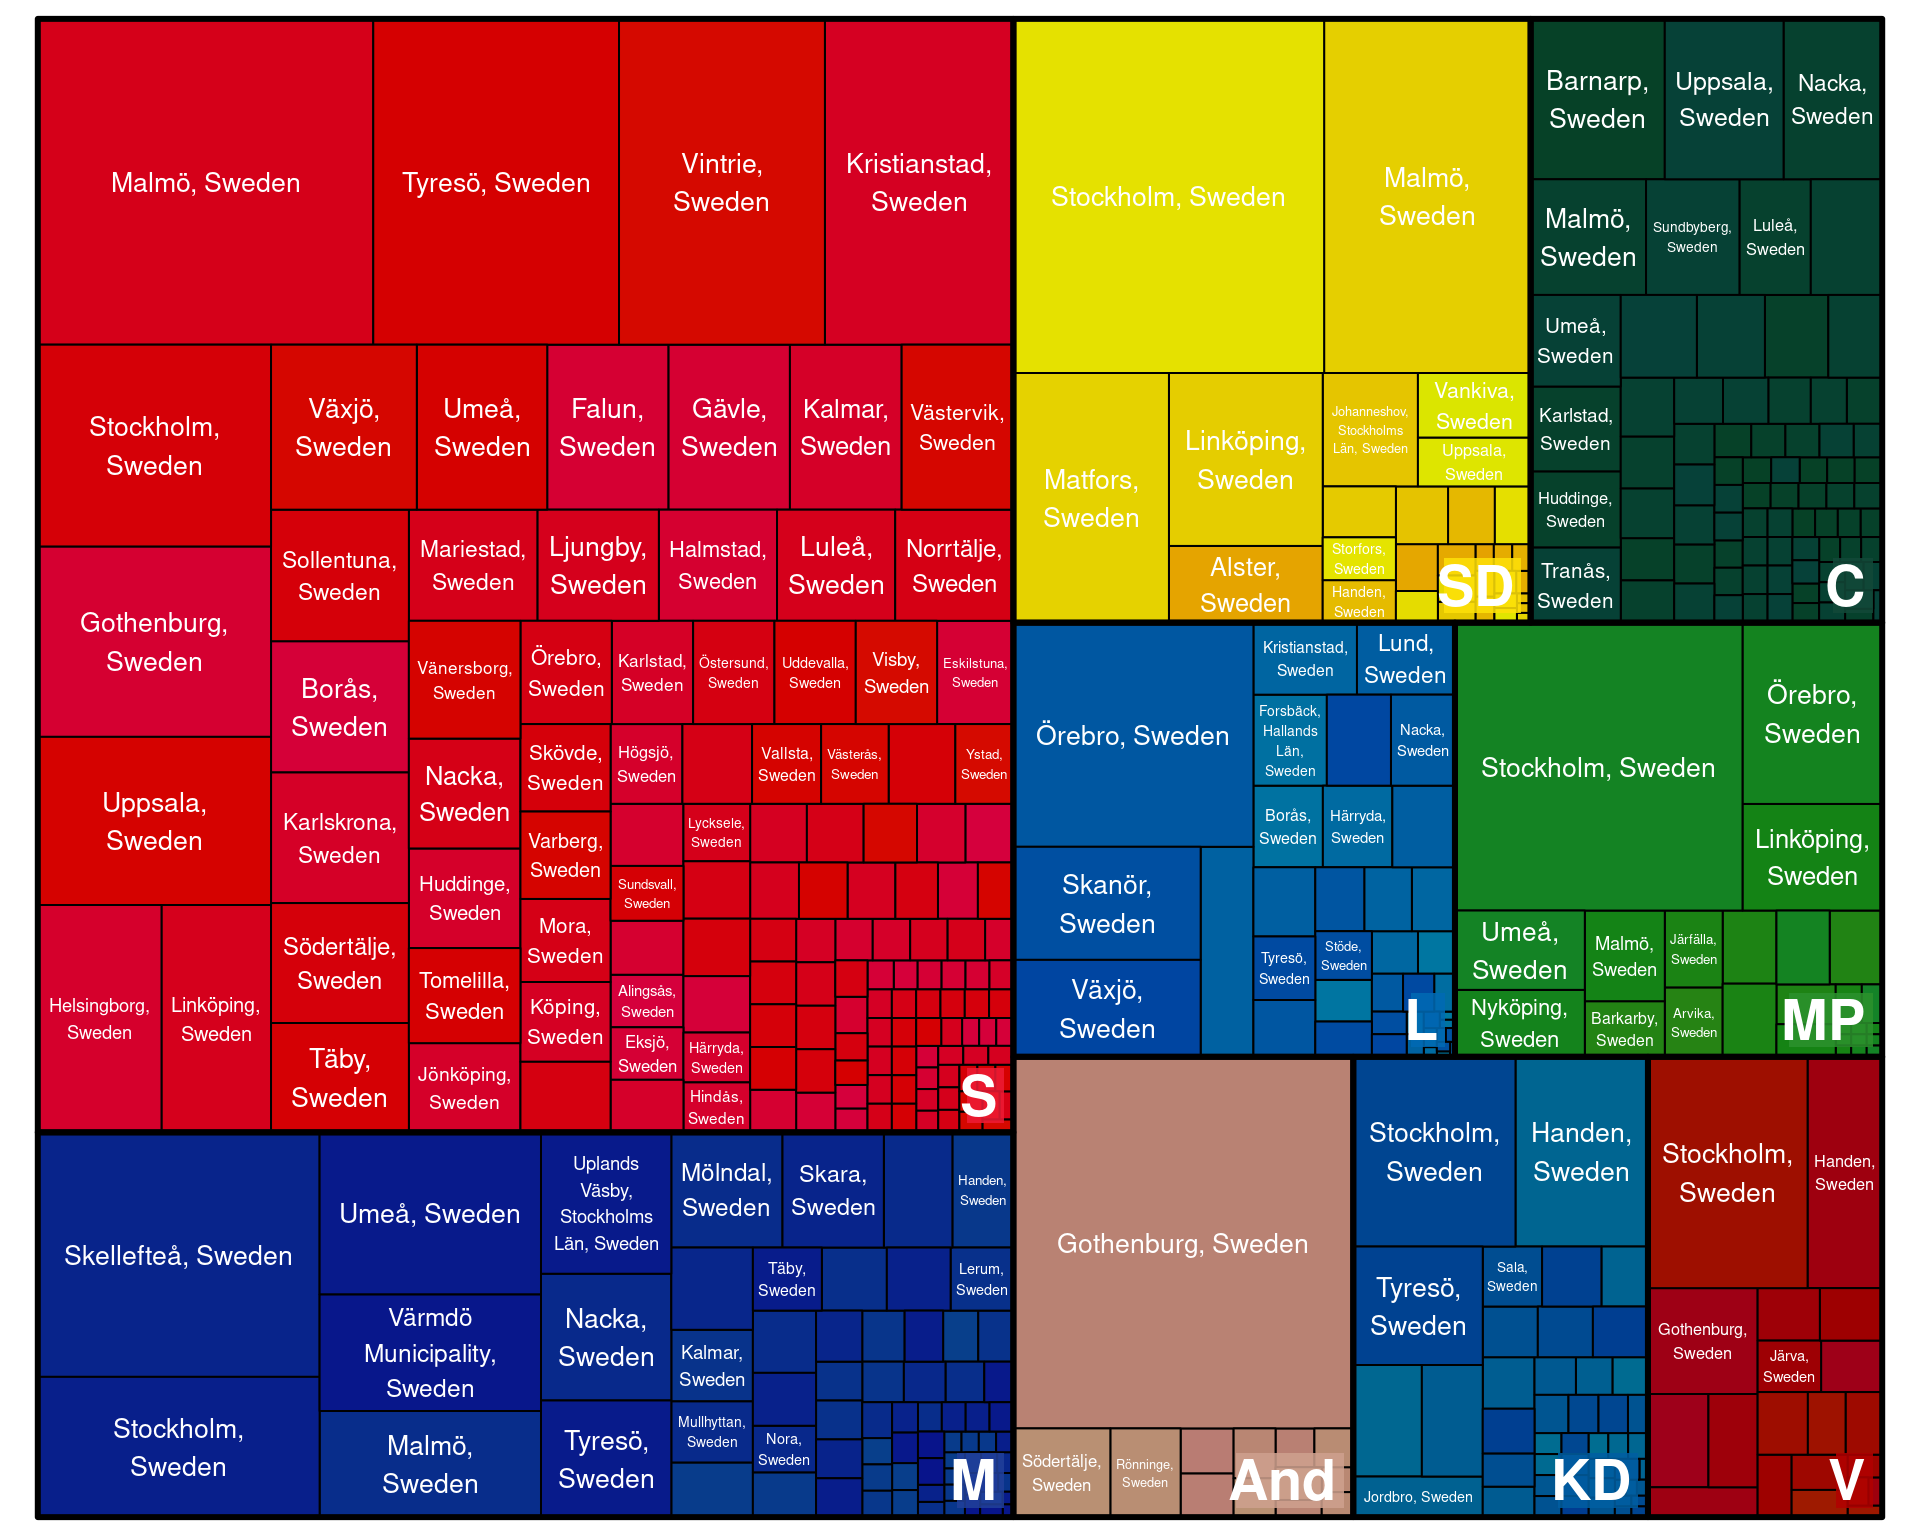 Malmö, Sweden
Tyresö, Sweden
Vintrie,
Sweden
Kristianstad,
Sweden
Stockholm,
Sweden
Växjö,
Sweden
Umeå,
Sweden
Falun,
Sweden
Gävle,
Sweden
Kalmar,
Sweden
Västervik,
Sweden
Gothenburg,
Sweden
Uppsala,
Sweden
Helsingborg,
Sweden
Linköping,
Sweden
Sollentuna,
Sweden
Borås,
Sweden
Karlskrona,
Sweden
Södertälje,
Sweden
Täby,
Sweden
Mariestad,
Sweden
Ljungby,
Sweden
Halmstad,
Sweden
Luleå,
Sweden
Norrtälje,
Sweden
Vänersborg,
Sweden
Nacka,
Sweden
Huddinge,
Sweden
Tomelilla,
Sweden
Jönköping,
Sweden
Örebro,
Sweden
Karlstad,
Sweden
Östersund,
Sweden
Uddevalla,
Sweden
Visby,
Sweden
Eskilstuna,
Sweden
Skövde,
Sweden
Varberg,
Sweden
Mora,
Sweden
Köping,
Sweden
Högsjö,
Sweden
Vallsta,
Sweden
Västerås,
Sweden
Ystad,
Sweden
Lycksele,
Sweden
Sundsvall,
Sweden
Alingsås,
Sweden
Eksjö,
Sweden
Härryda,
Sweden
Hindås,
Sweden
S
Stockholm, Sweden
Malmö,
Sweden
Matfors,
Sweden
Linköping,
Sweden
Alster,
Sweden
Johanneshov,
Stockholms
Län, Sweden
Vankiva,
Sweden
Uppsala,
Sweden
Storfors,
Sweden
Handen,
Sweden
SD
Barnarp,
Sweden
Uppsala,
Sweden
Nacka,
Sweden
Malmö,
Sweden
Sundbyberg,
Sweden
Luleå,
Sweden
Umeå,
Sweden
Karlstad,
Sweden
Huddinge,
Sweden
Tranås,
Sweden
C
Örebro, Sweden
Skanör,
Sweden
Växjö,
Sweden
Kristianstad,
Sweden
Lund,
Sweden
Forsbäck,
Hallands
Län,
Sweden
Nacka,
Sweden
Borås,
Sweden
Härryda,
Sweden
Tyresö,
Sweden
Stöde,
Sweden
L
Stockholm, Sweden
Örebro,
Sweden
Linköping,
Sweden
Umeå,
Sweden
Nyköping,
Sweden
Malmö,
Sweden
Barkarby,
Sweden
Järfälla,
Sweden
Arvika,
Sweden
MP
Skellefteå, Sweden
Stockholm,
Sweden
Umeå, Sweden
Värmdö
Municipality,
Sweden
Malmö,
Sweden
Uplands
Väsby,
Stockholms
Län, Sweden
Nacka,
Sweden
Tyresö,
Sweden
Mölndal,
Sweden
Skara,
Sweden
Handen,
Sweden
Täby,
Sweden
Lerum,
Sweden
Kalmar,
Sweden
Mullhyttan,
Sweden
Nora,
Sweden
M
Gothenburg, Sweden
Södertälje,
Sweden
Rönninge,
Sweden
And
Stockholm,
Sweden
Handen,
Sweden
Tyresö,
Sweden
Sala,
Sweden
Jordbro, Sweden
KD
Stockholm,
Sweden
Handen,
Sweden
Gothenburg,
Sweden
Järva,
Sweden
V